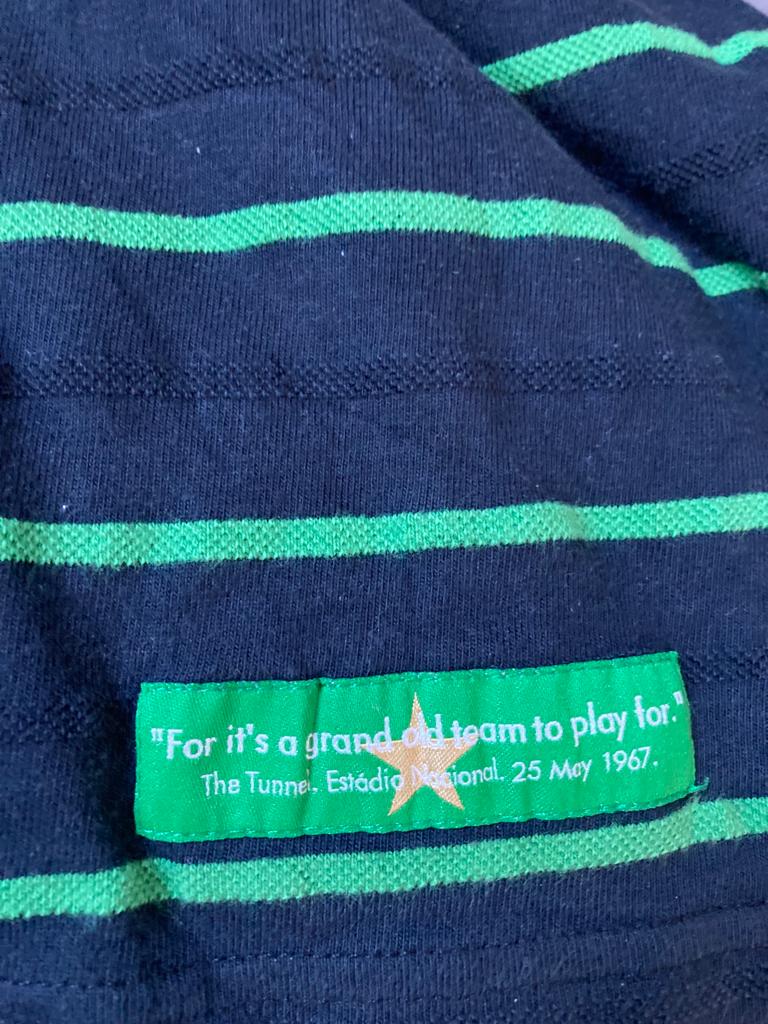 "For it's a grand old team to play for."
The Tunnel, Estádio Nacional. 25 May 1967.